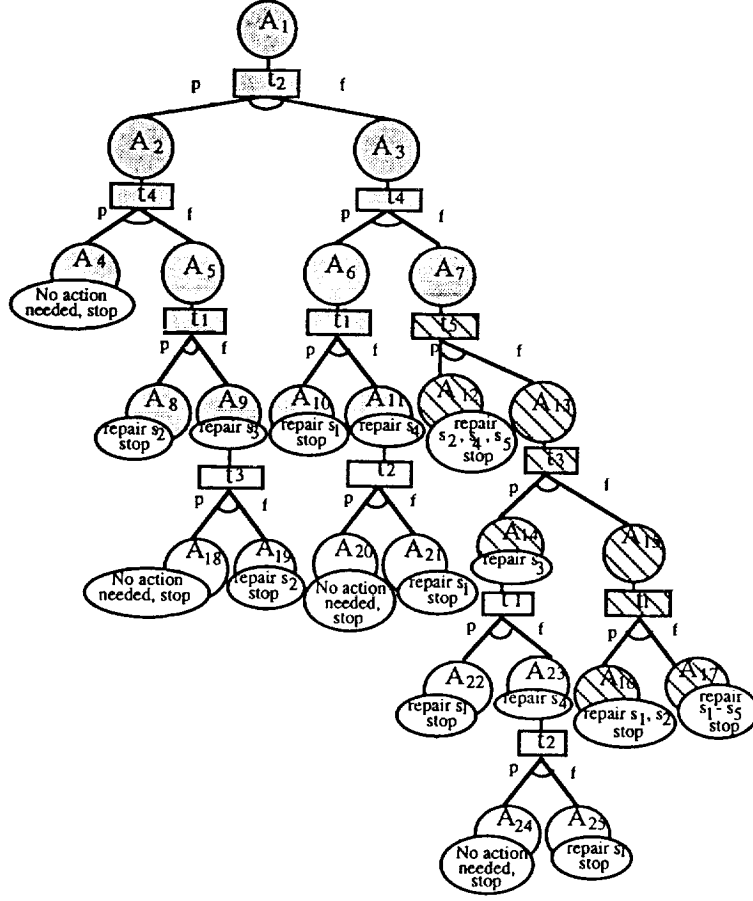 A1
p
t2
f
A2
A3
t4
t4
p
f
p
f
A4
A5
A6
A7
No action
needed, stop
t1
t1
t5
p
f
p
f
p
f
A8
A9
A10
A11
A12
A13
repair s2
stop
repair s3
repair s1
stop
repair s4
repair
s2, s4, s5
stop
t3
t2
t3
p
f
p
f
p
f
A18
A19
A20
A21
A14
A15
No action
needed, stop
repair s2
stop
No action
needed,
stop
repair s1
stop
repair s3
t1
t1
p
f
p
f
A22
A23
A16
A17
repair s1
stop
repair s4
repair s1, s2
stop
repair
s1 - s5
stop
t2
p
f
A24
A25
No action
needed,
stop
repair s1
stop